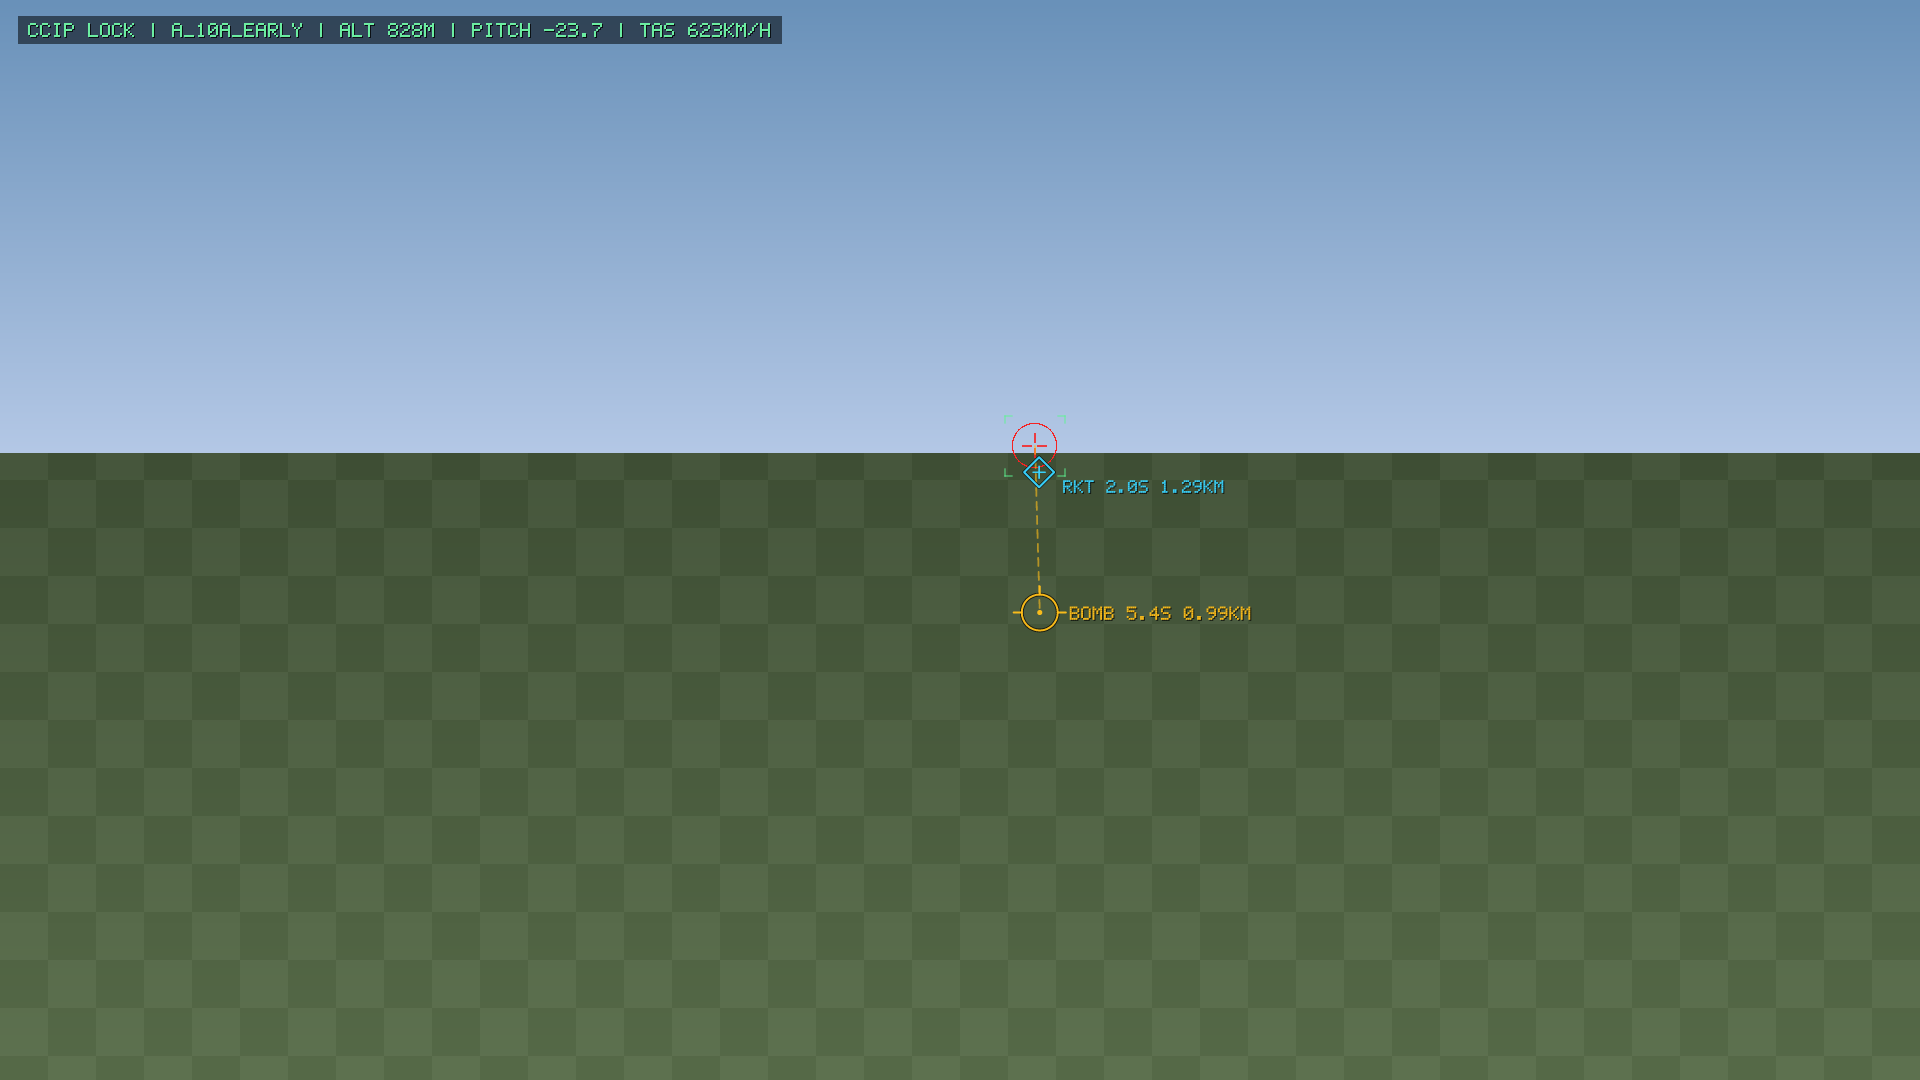 CCIP LOCK | A_10A_EARLY | ALT 828M | PITCH -23.7 | TAS 623KM/H
RKT 2.0S 1.29KM
BOMB 5.4S 0.99KM